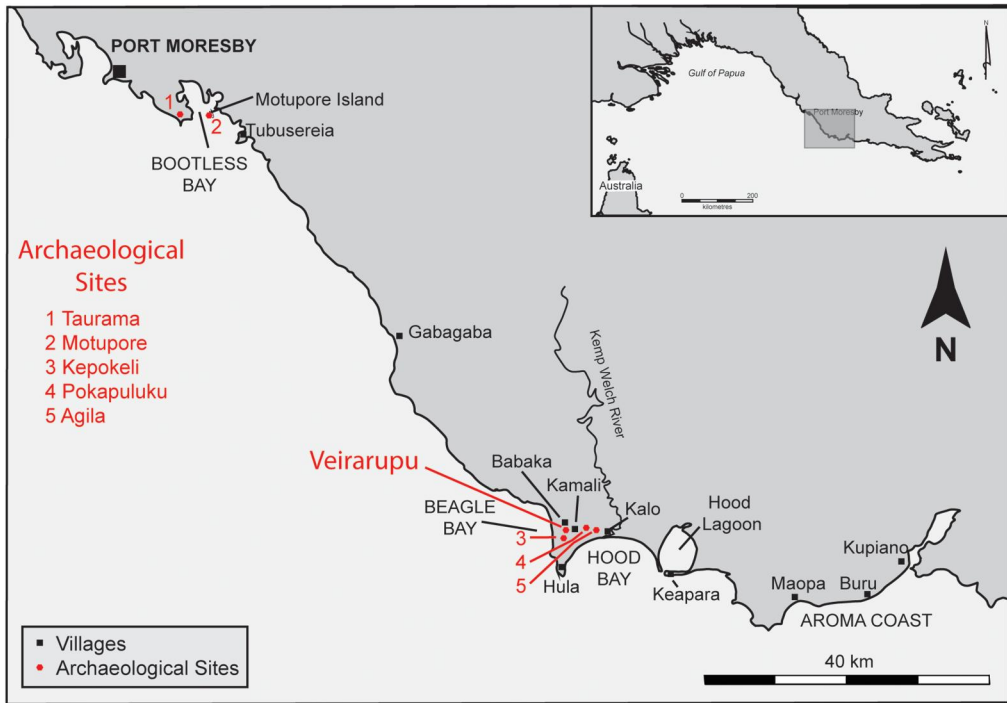 PORT MORESBY
1
2
Motupore Island
Tubusereia
BOOTLESS
BAY
N
Gulf of Papua
Port Moresby
Australia
0
200
kilometres
Archaeological
Sites
1 Taurama
2 Motupore
3 Kepokeli
4 Pokapuluku
5 Agila
Gabagaba
Kemp Welch River
N
Veirarupu
Babaka
Kamali
BEAGLE
BAY
3
4
5
Kalo
Hood
Lagoon
HOOD
BAY
Hula
Keapara
Kupiano
Maopa
Buru
AROMA COAST
Villages
Archaeological Sites
40 km